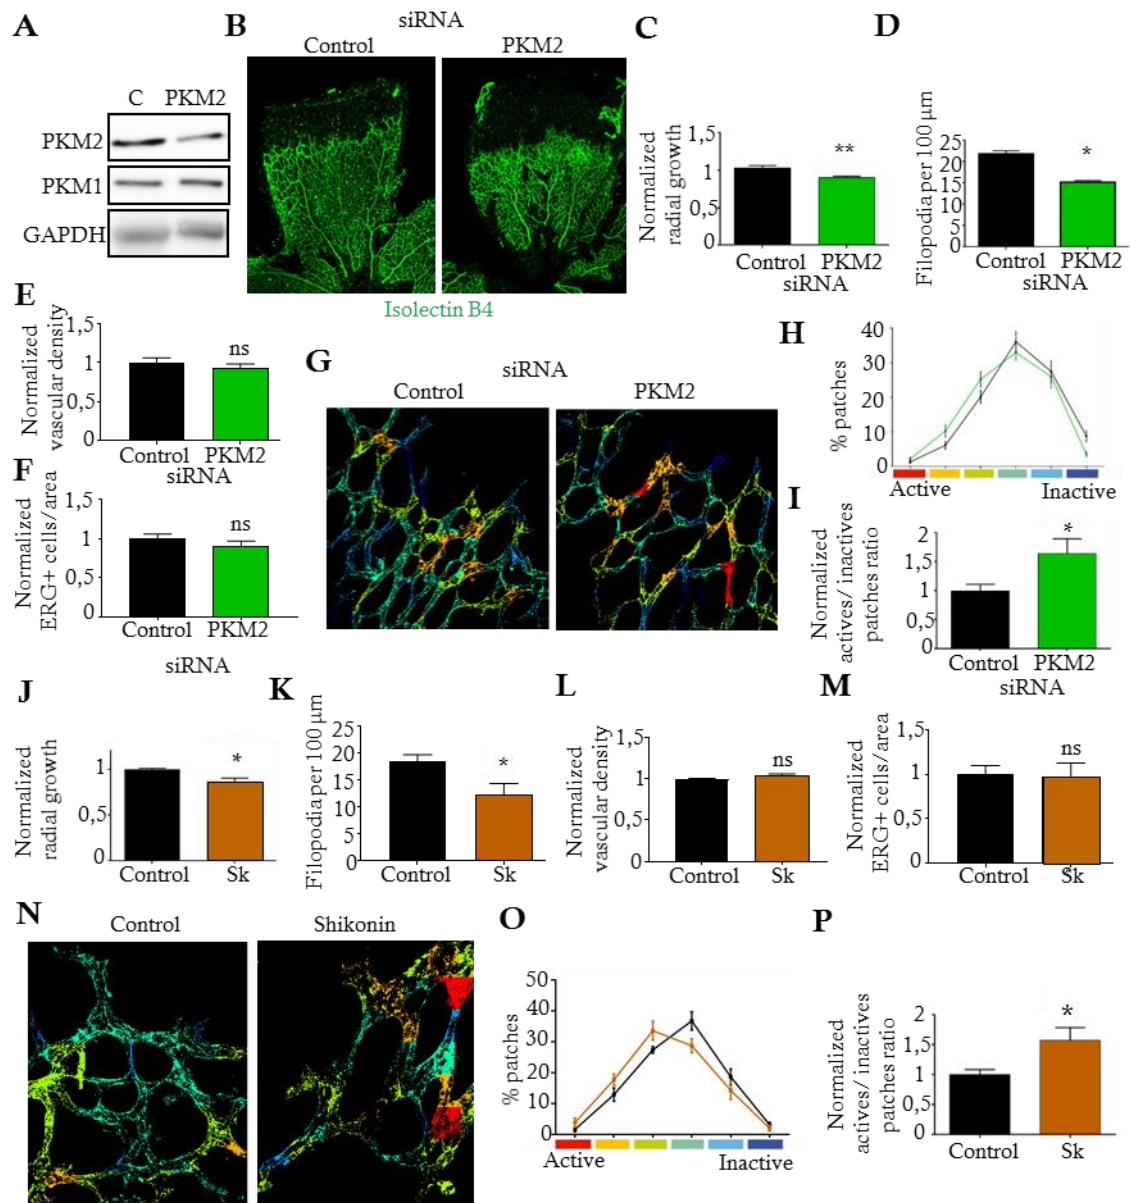 A
C PKM2
PKM2
PKM1
GAPDH
B
siRNA
Control PKM2
Isolectin B4
C
Normalized
radial growth
1,5
1
0,5
0
**
Control PKM2
siRNA
D
Filopodia per 100 µm
25
20
15
10
5
0
*
Control PKM2
siRNA
E
Normalized
vascular density
1,5
1
0,5
0
ns
Control PKM2
siRNA
F
Normalized
ERG+ cells/area
1,5
1
0,5
0
ns
Control PKM2
siRNA
G
siRNA
Control PKM2
H
% patches
40
30
20
10
0
Active Inactive
I
Normalized
actives/ inactives
patches ratio
2
1,5
1
0,5
0
*
Control PKM2
siRNA
J
Normalized
radial growth
1
0,5
0
*
Control Sk
K
Filopodia per 100 µm
25
20
15
10
5
0
*
Control Sk
L
Normalized
vascular density
1,5
1
0,5
0
ns
Control Sk
M
Normalized
ERG+ cells/area
1,5
1
0,5
0
ns
Control Sk
N
Control Shikonin
O
% patches
50
40
30
20
10
0
Active Inactive
P
Normalized
actives/ inactives
patches ratio
2
1,5
1
0,5
0
*
Control Sk